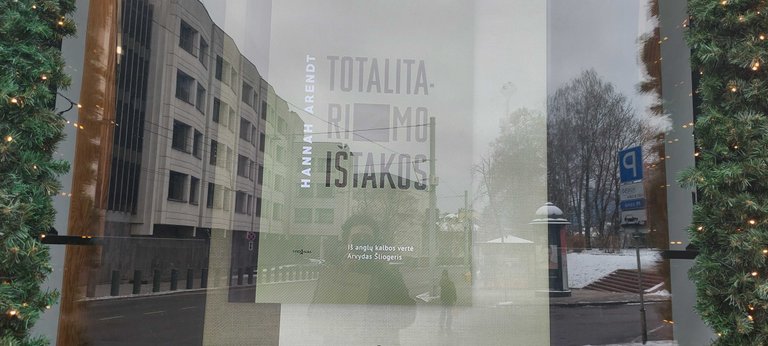 HANNAH ARENDT
TOTALITA-
RI MO
IŠTAKOS
Iš anglų kalbos vertė
Arvydas Šliogeris
P